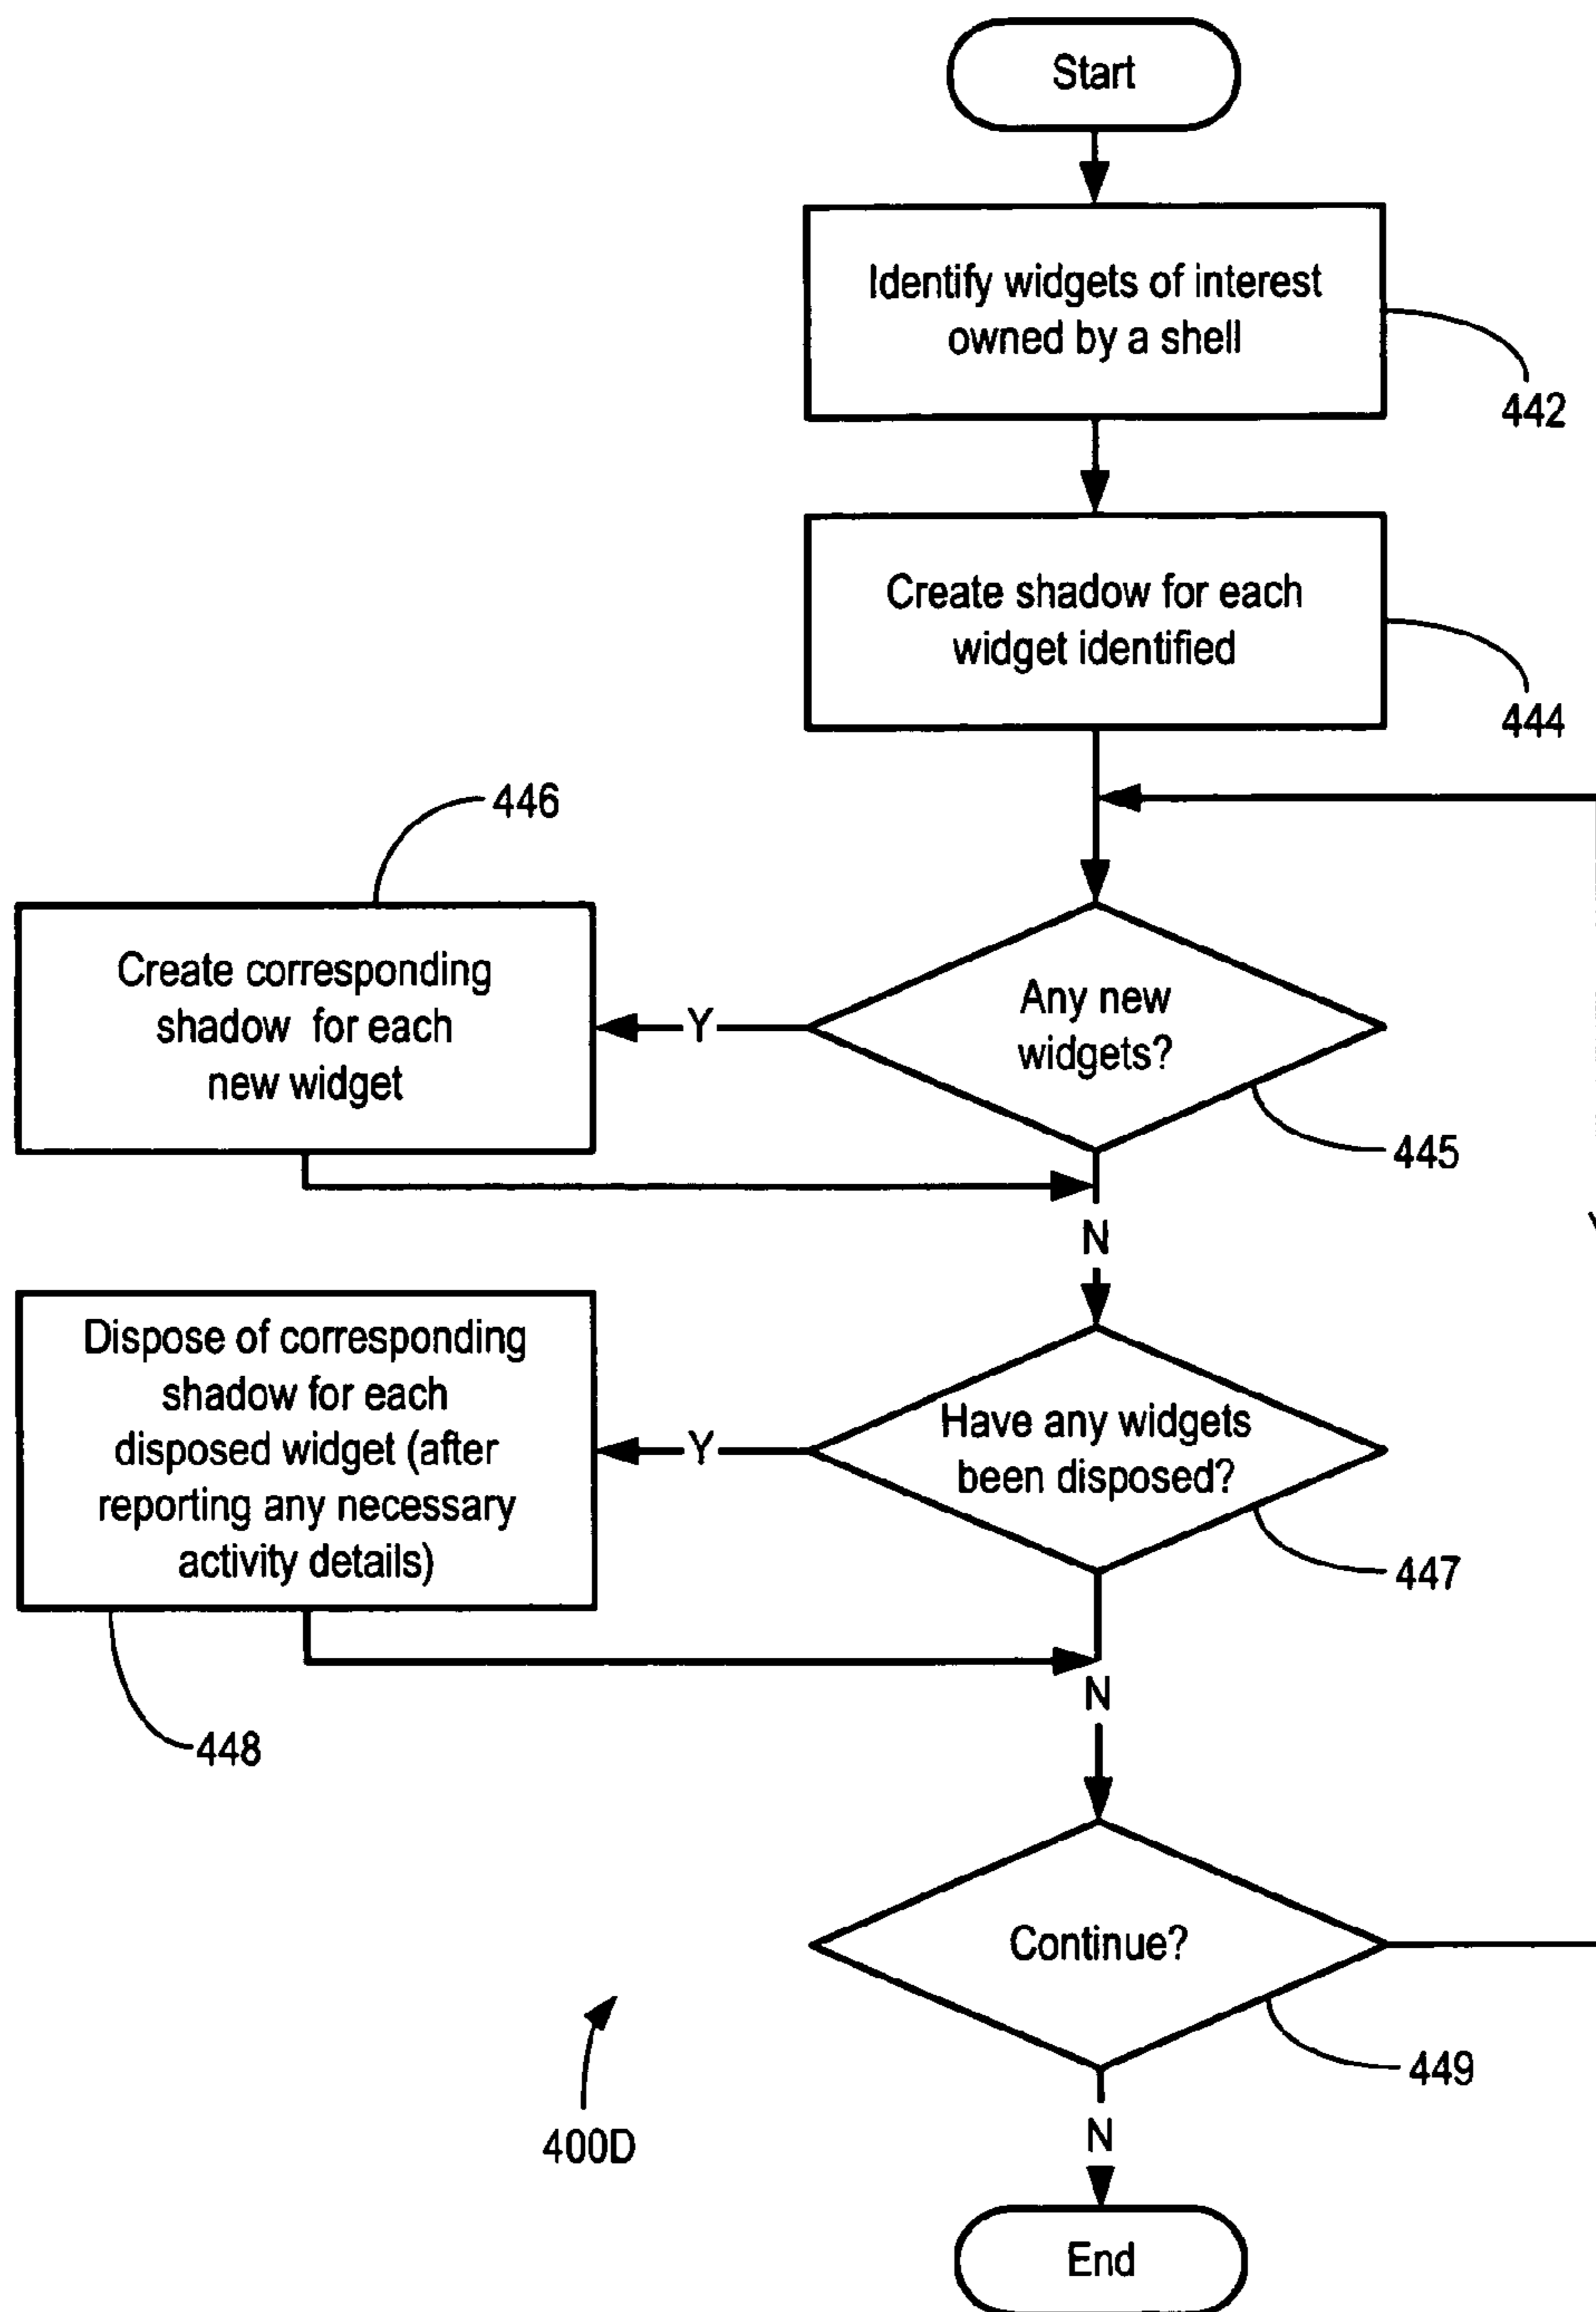 Start
Identify widgets of interest
owned by a shell
442
Create shadow for each
widget identified
444
446
Create corresponding
shadow for each
new widget
Y
Any new
widgets?
445
N
Dispose of corresponding
shadow for each
disposed widget (after
reporting any necessary
activity details)
Y
Have any widgets
been disposed?
447
448
N
Continue?
449
400D
N
End